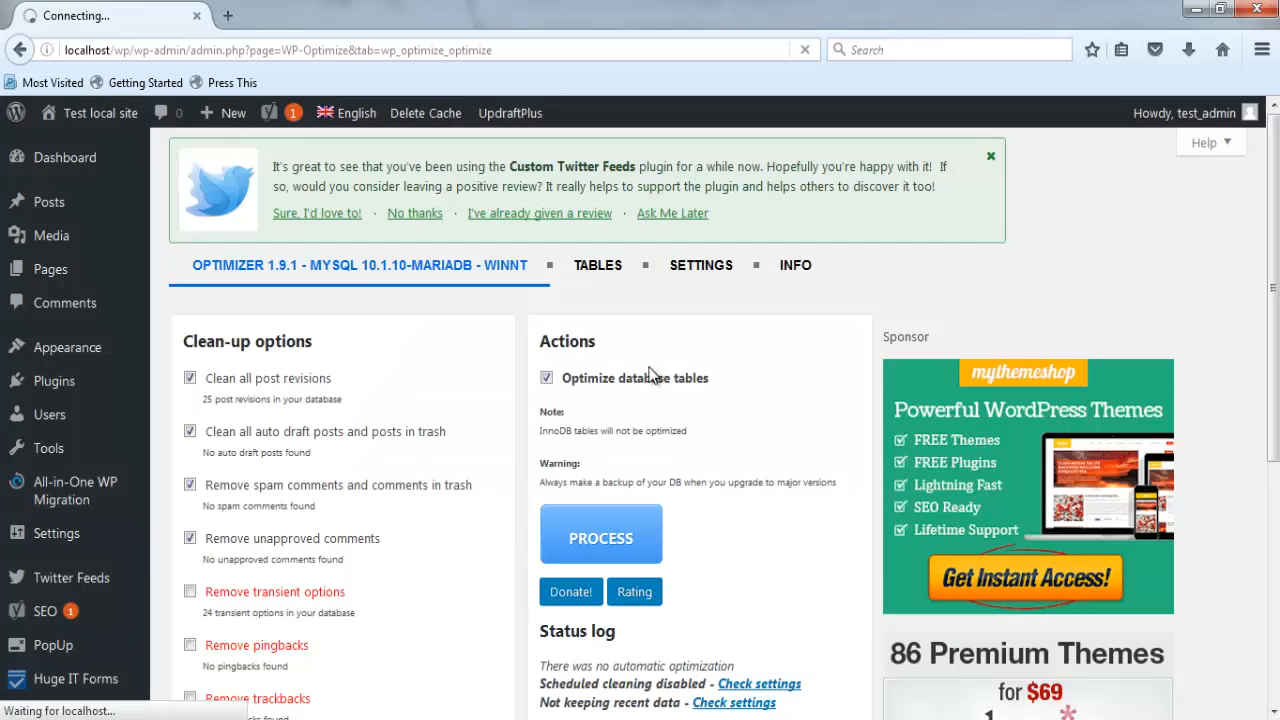 Connecting...
localhost/wp/wp-admin/admin.php?page=WP-Optimize&tab=wp_optimize_optimize
Search
Most Visited
Getting Started
Press This
Test local site
0
New
1
English
Delete Cache
UpdraftPlus
Howdy, test_admin
Help
Dashboard
Posts
Media
Pages
Comments
Appearance
Plugins
Users
Tools
All-in-One WP
Migration
Settings
Twitter Feeds
SEO 1
PopUp
Huge IT Forms
It's great to see that you've been using the Custom Twitter Feeds plugin for a while now. Hopefully you're happy with it! If
so, would you consider leaving a positive review? It really helps to support the plugin and helps others to discover it too!
Sure, I'd love to! · No thanks · I've already given a review · Ask Me Later
OPTIMIZER 1.9.1 - MYSQL 10.1.10-MARIADB - WINNT
TABLES
SETTINGS
INFO
Clean-up options
Clean all post revisions
25 post revisions in your database
Clean all auto draft posts and posts in trash
No auto draft posts found
Remove spam comments and comments in trash
No spam comments found
Remove unapproved comments
No unapproved comments found
Remove transient options
24 transient options in your database
Remove pingbacks
No pingbacks found
Remove trackbacks
Actions
Optimize database tables
Note:
InnoDB tables will not be optimized
Warning:
Always make a backup of your DB when you upgrade to major versions
PROCESS
Donate!
Rating
Status log
There was no automatic optimization
Scheduled cleaning disabled - Check settings
Not keeping recent data - Check settings
Sponsor
mythemeshop
Powerful WordPress Themes
FREE Themes
FREE Plugins
Lightning Fast
SEO Ready
Lifetime Support
Get Instant Access!
86 Premium Themes
for $69
Waiting for localhost...